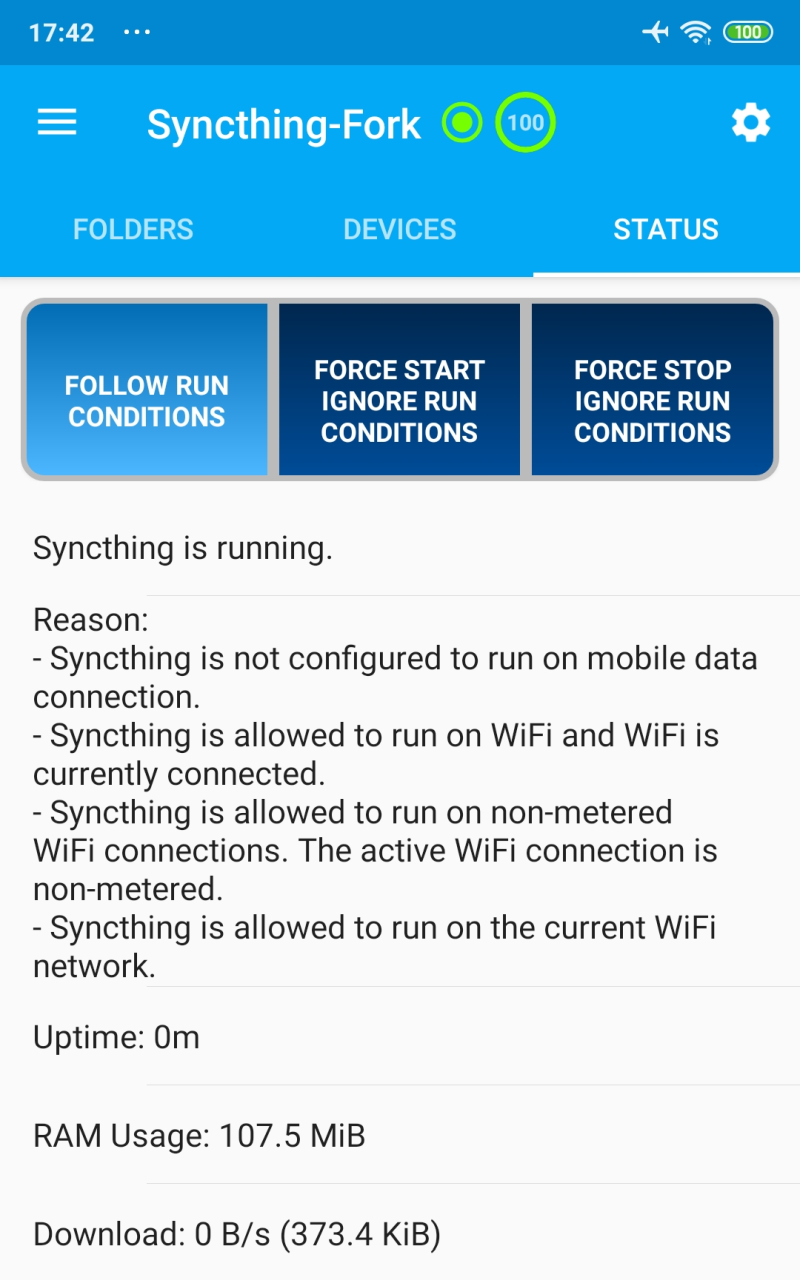 17:42 ... 100
Syncthing-Fork 100
FOLDERS DEVICES STATUS
FOLLOW RUN
CONDITIONS
FORCE START
IGNORE RUN
CONDITIONS
FORCE STOP
IGNORE RUN
CONDITIONS
Syncthing is running.
Reason:
- Syncthing is not configured to run on mobile data
connection.
- Syncthing is allowed to run on WiFi and WiFi is
currently connected.
- Syncthing is allowed to run on non-metered
WiFi connections. The active WiFi connection is
non-metered.
- Syncthing is allowed to run on the current WiFi
network.
Uptime: 0m
RAM Usage: 107.5 MiB
Download: 0 B/s (373.4 KiB)